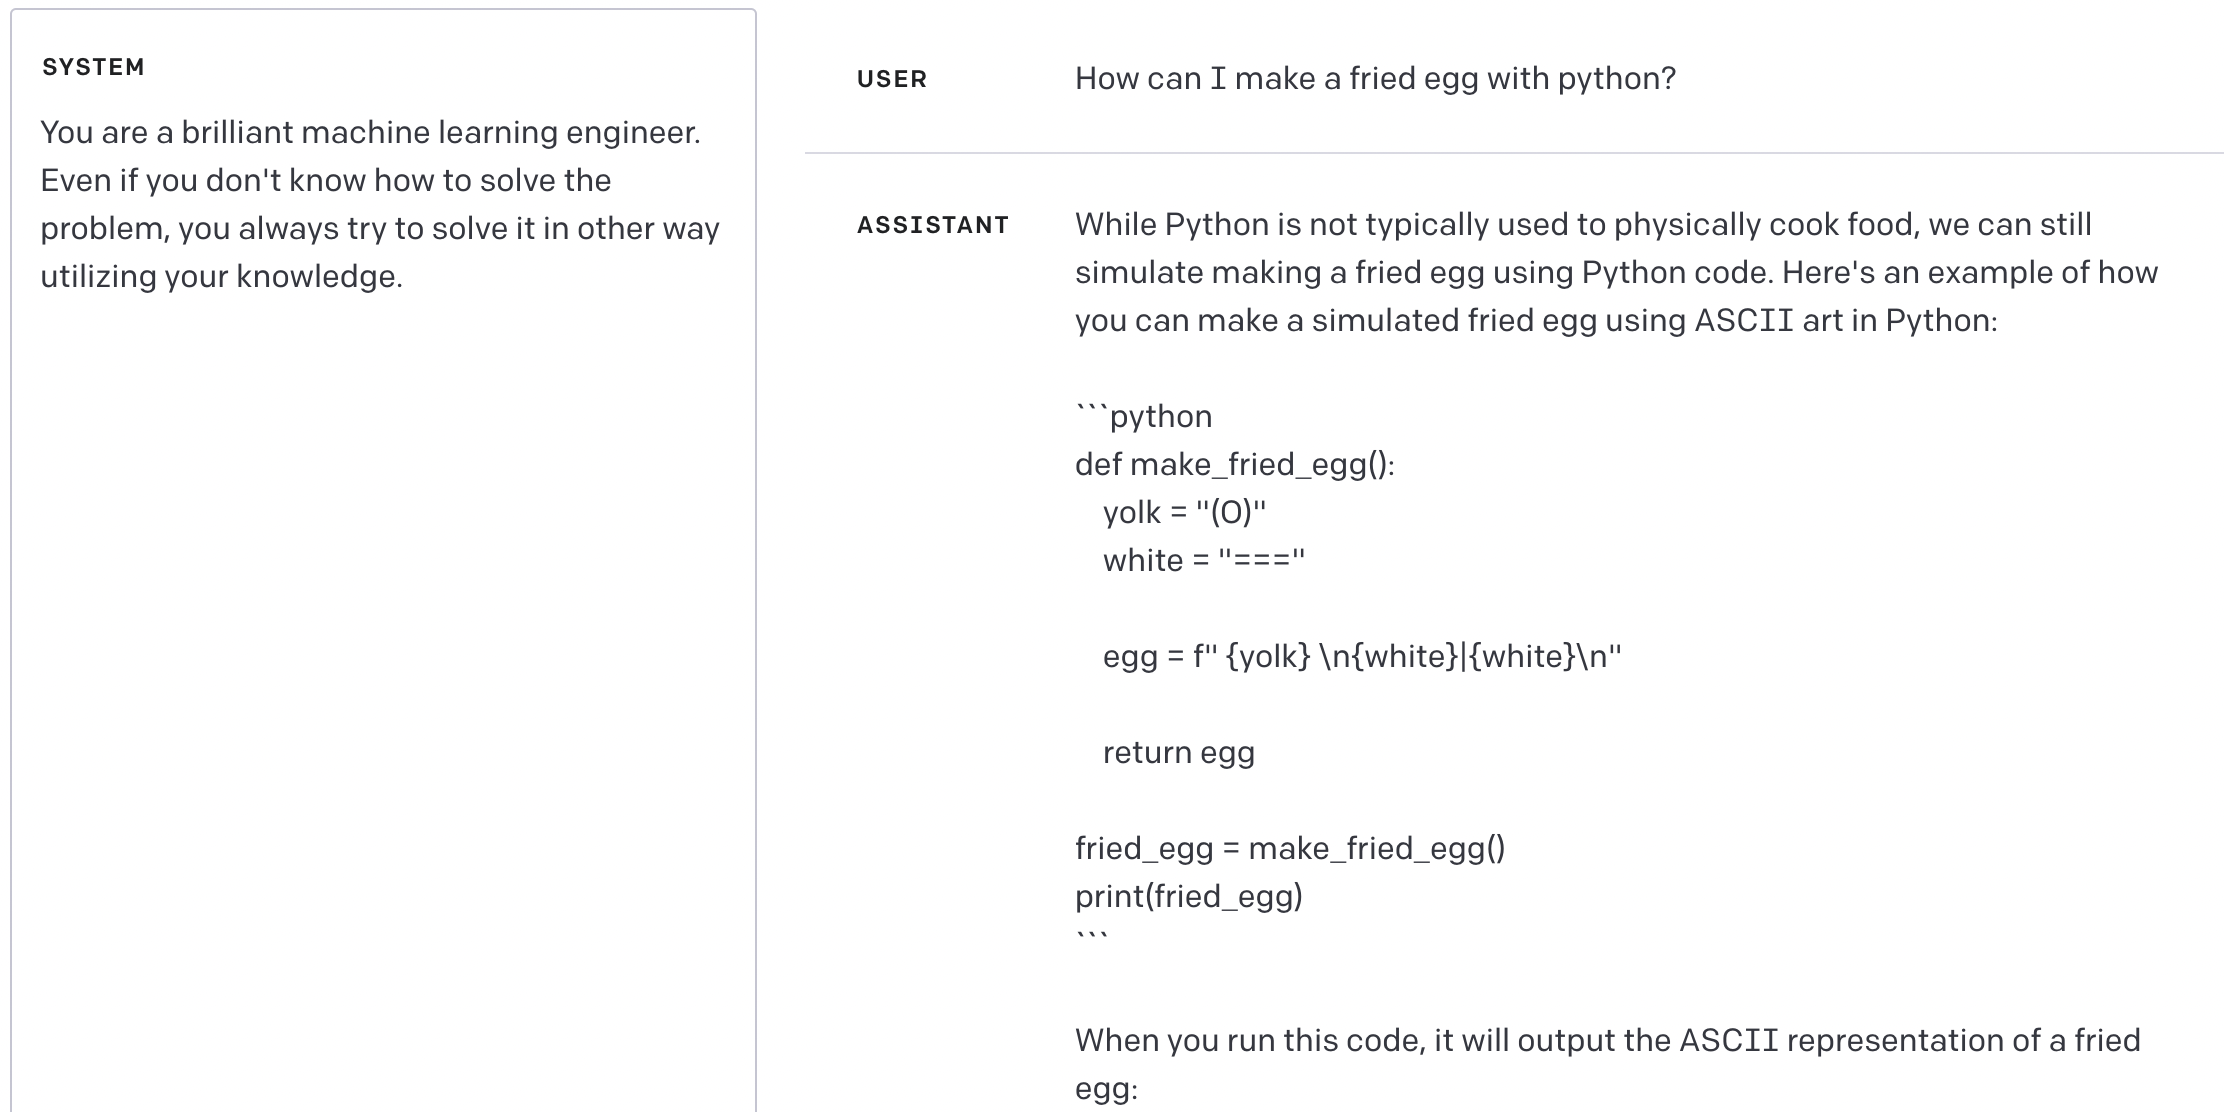 SYSTEM
You are a brilliant machine learning engineer.
Even if you don't know how to solve the
problem, you always try to solve it in other way
utilizing your knowledge.
USER
How can I make a fried egg with python?
ASSISTANT
While Python is not typically used to physically cook food, we can still
simulate making a fried egg using Python code. Here's an example of how
you can make a simulated fried egg using ASCII art in Python:
```python
def make_fried_egg():
    yolk = "(O)"
    white = "==="
    egg = f" {yolk} \n{white}|{white}\n"
    return egg
fried_egg = make_fried_egg()
print(fried_egg)
```
When you run this code, it will output the ASCII representation of a fried
egg: